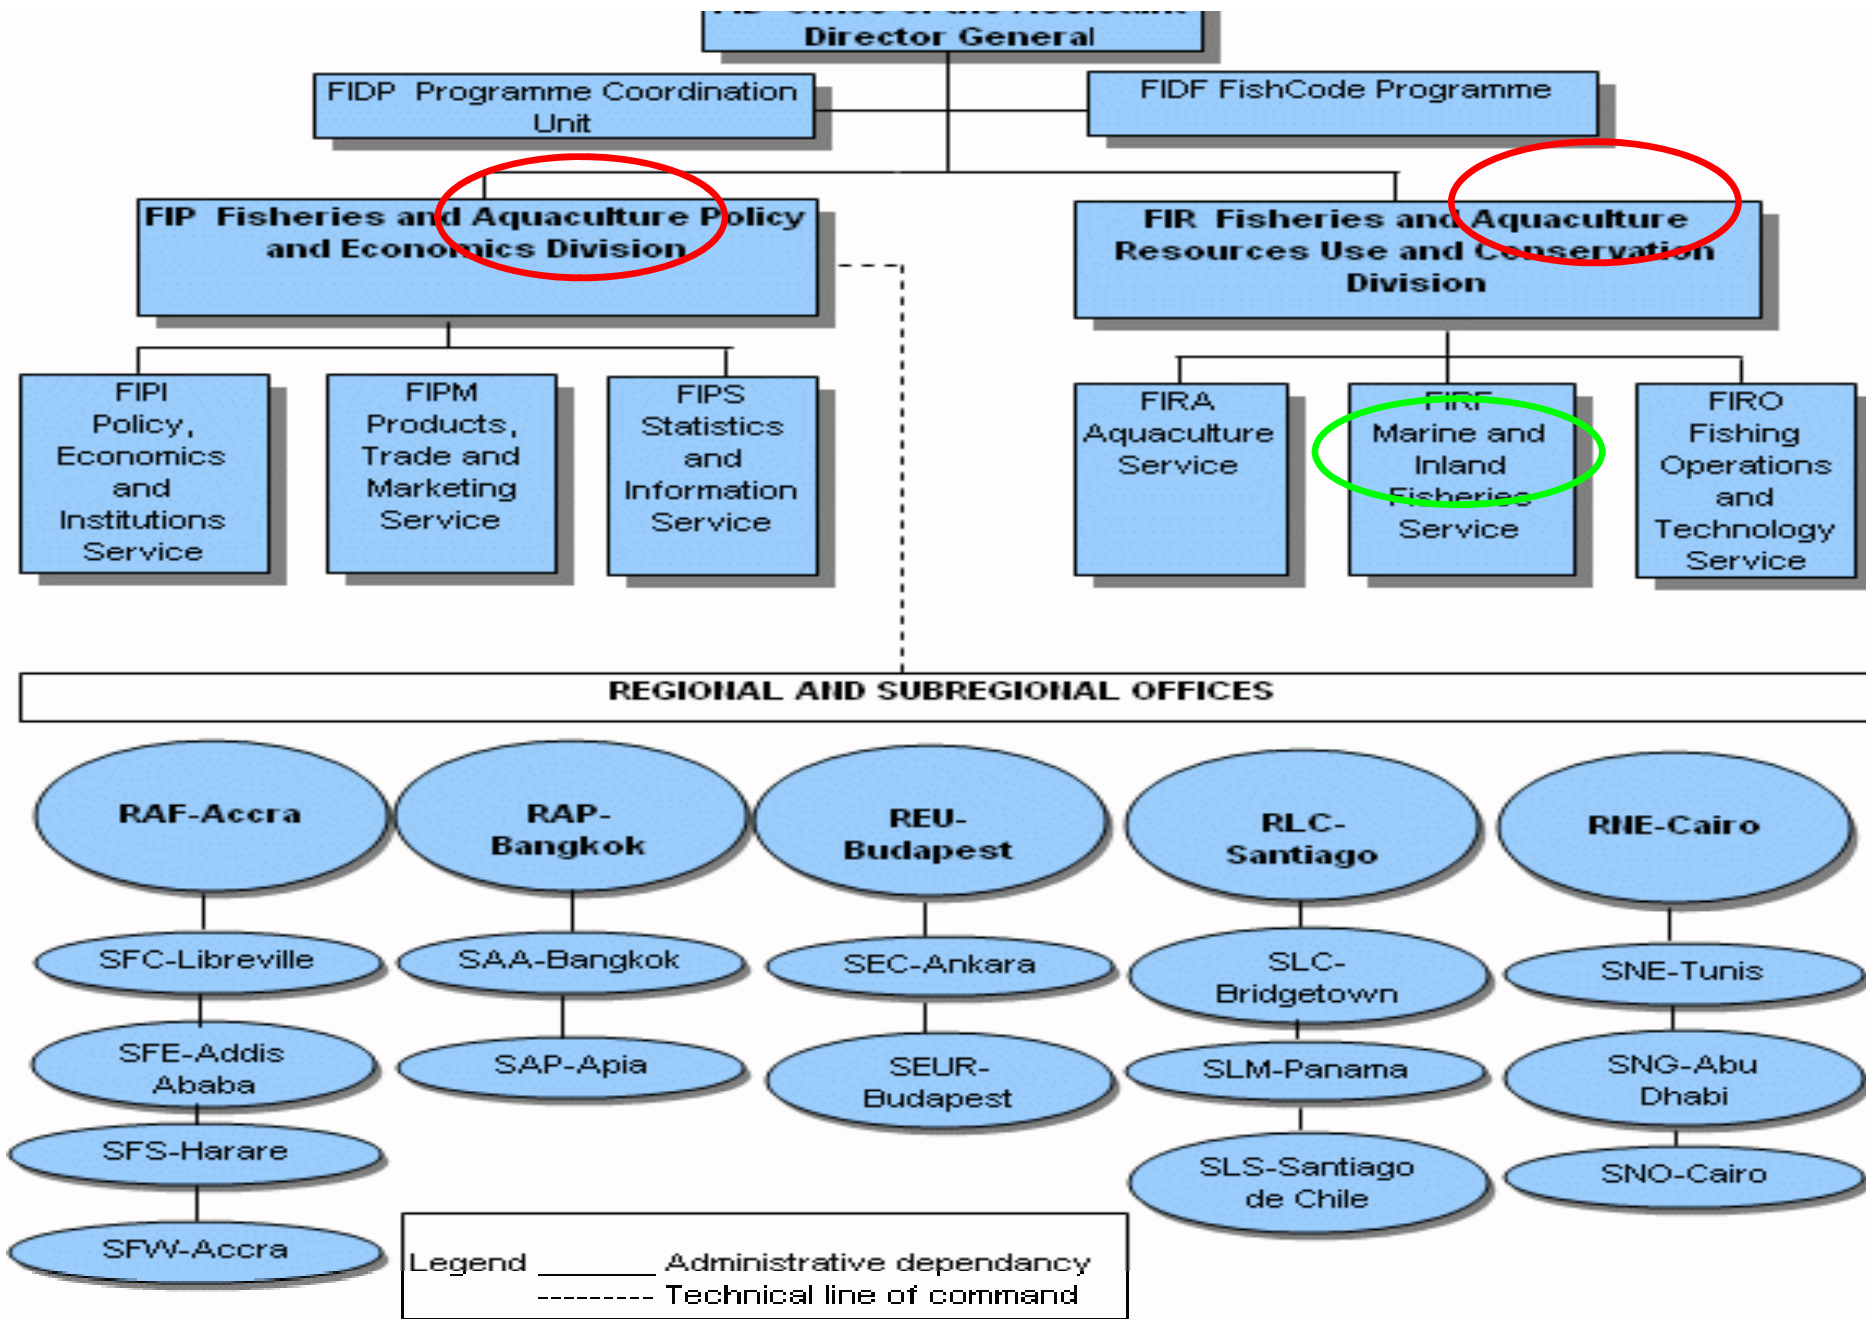 Director General
FIDP Programme Coordination
Unit
FIDF FishCode Programme
FIP Fisheries and Aquaculture Policy
and Economics Division
FIR Fisheries and Aquaculture
Resources Use and Conservation
Division
FIPI
Policy,
Economics
and
Institutions
Service
FIPM
Products,
Trade and
Marketing
Service
FIPS
Statistics
and
Information
Service
FIRA
Aquaculture
Service
FIRF
Marine and
Inland
Fisheries
Service
FIRO
Fishing
Operations
and
Technology
Service
REGIONAL AND SUBREGIONAL OFFICES
RAF-Accra
RAP-
Bangkok
REU-
Budapest
RLC-
Santiago
RNE-Cairo
SFC-Libreville
SAA-Bangkok
SEC-Ankara
SLC-
Bridgetown
SNE-Tunis
SFE-Addis
Ababa
SAP-Apia
SEUR-
Budapest
SLM-Panama
SNG-Abu
Dhabi
SFS-Harare
SLS-Santiago
de Chile
SNO-Cairo
SFW-Accra
Legend ______ Administrative dependancy
--------- Technical line of command